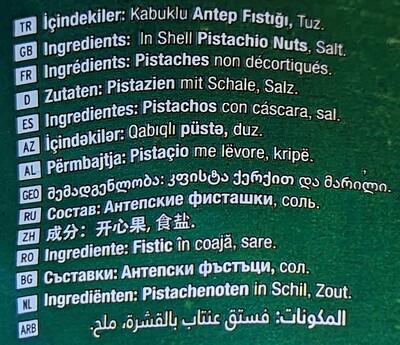 TR İçindekiler: Kabuklu Antep Fıstığı, Tuz.
GB Ingredients: In Shell Pistachio Nuts, Salt.
FR Ingrédients: Pistaches non décortiqués.
D Zutaten: Pistazien mit Schale, Salz.
ES Ingredientes: Pistachos con cáscara, sal.
AZ İçindəkilər: Qabıqlı püstə, duz.
AL Përmbajtja: Pistaçio me lëvore, kripë.
GEO შემადგენლობა: კფისტა ქერქით და მარილი.
RU Состав: Антепские фисташки, соль.
ZH 成分：开心果, 食盐.
RO Ingrediente: Fistic în coajă, sare.
BG Съставки: Антепски фъстъци, сол.
NL Ingrediënten: Pistachenoten in Schil, Zout.
ARB المكونات: فستق عنتاب بالقشرة، ملح.